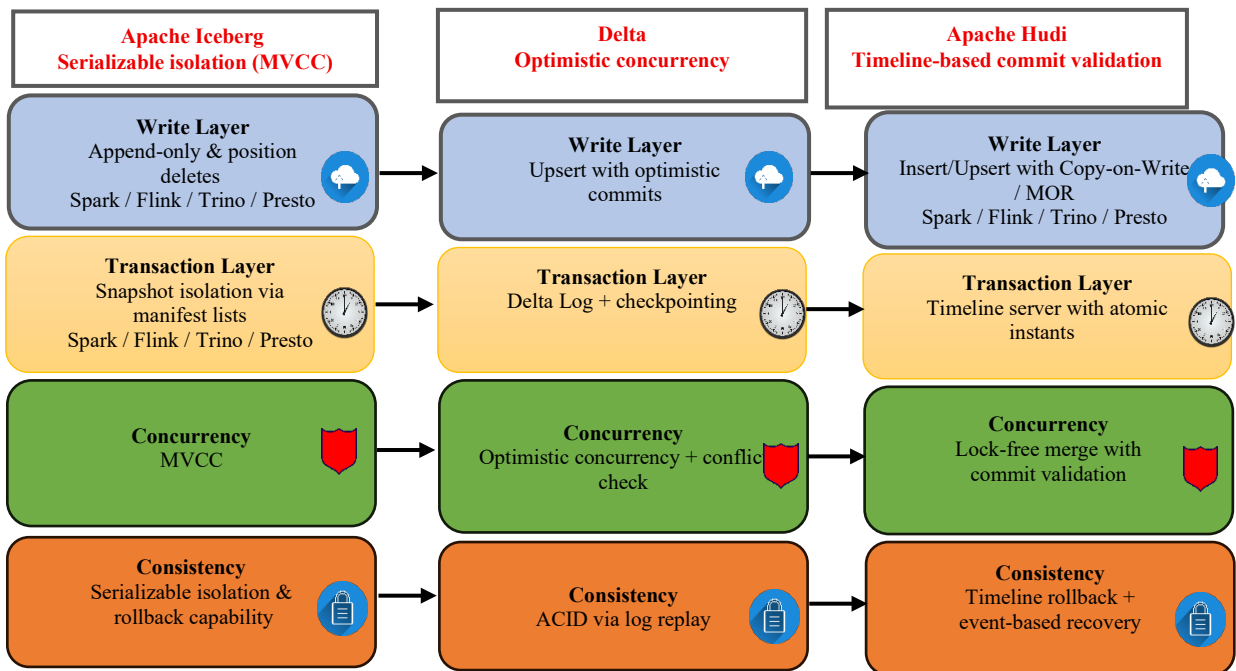 Apache Iceberg
Serializable isolation (MVCC)
Delta
Optimistic concurrency
Apache Hudi
Timeline-based commit validation
Write Layer
Append-only & position
deletes
Spark / Flink / Trino / Presto
Write Layer
Upsert with optimistic
commits
Write Layer
Insert/Upsert with Copy-on-Write
/ MOR
Spark / Flink / Trino / Presto
Transaction Layer
Snapshot isolation via
manifest lists
Spark / Flink / Trino / Presto
Transaction Layer
Delta Log + checkpointing
Transaction Layer
Timeline server with atomic
instants
Concurrency
MVCC
Concurrency
Optimistic concurrency + conflic
check
Concurrency
Lock-free merge with
commit validation
Consistency
Serializable isolation &
rollback capability
Consistency
ACID via log replay
Consistency
Timeline rollback +
event-based recovery